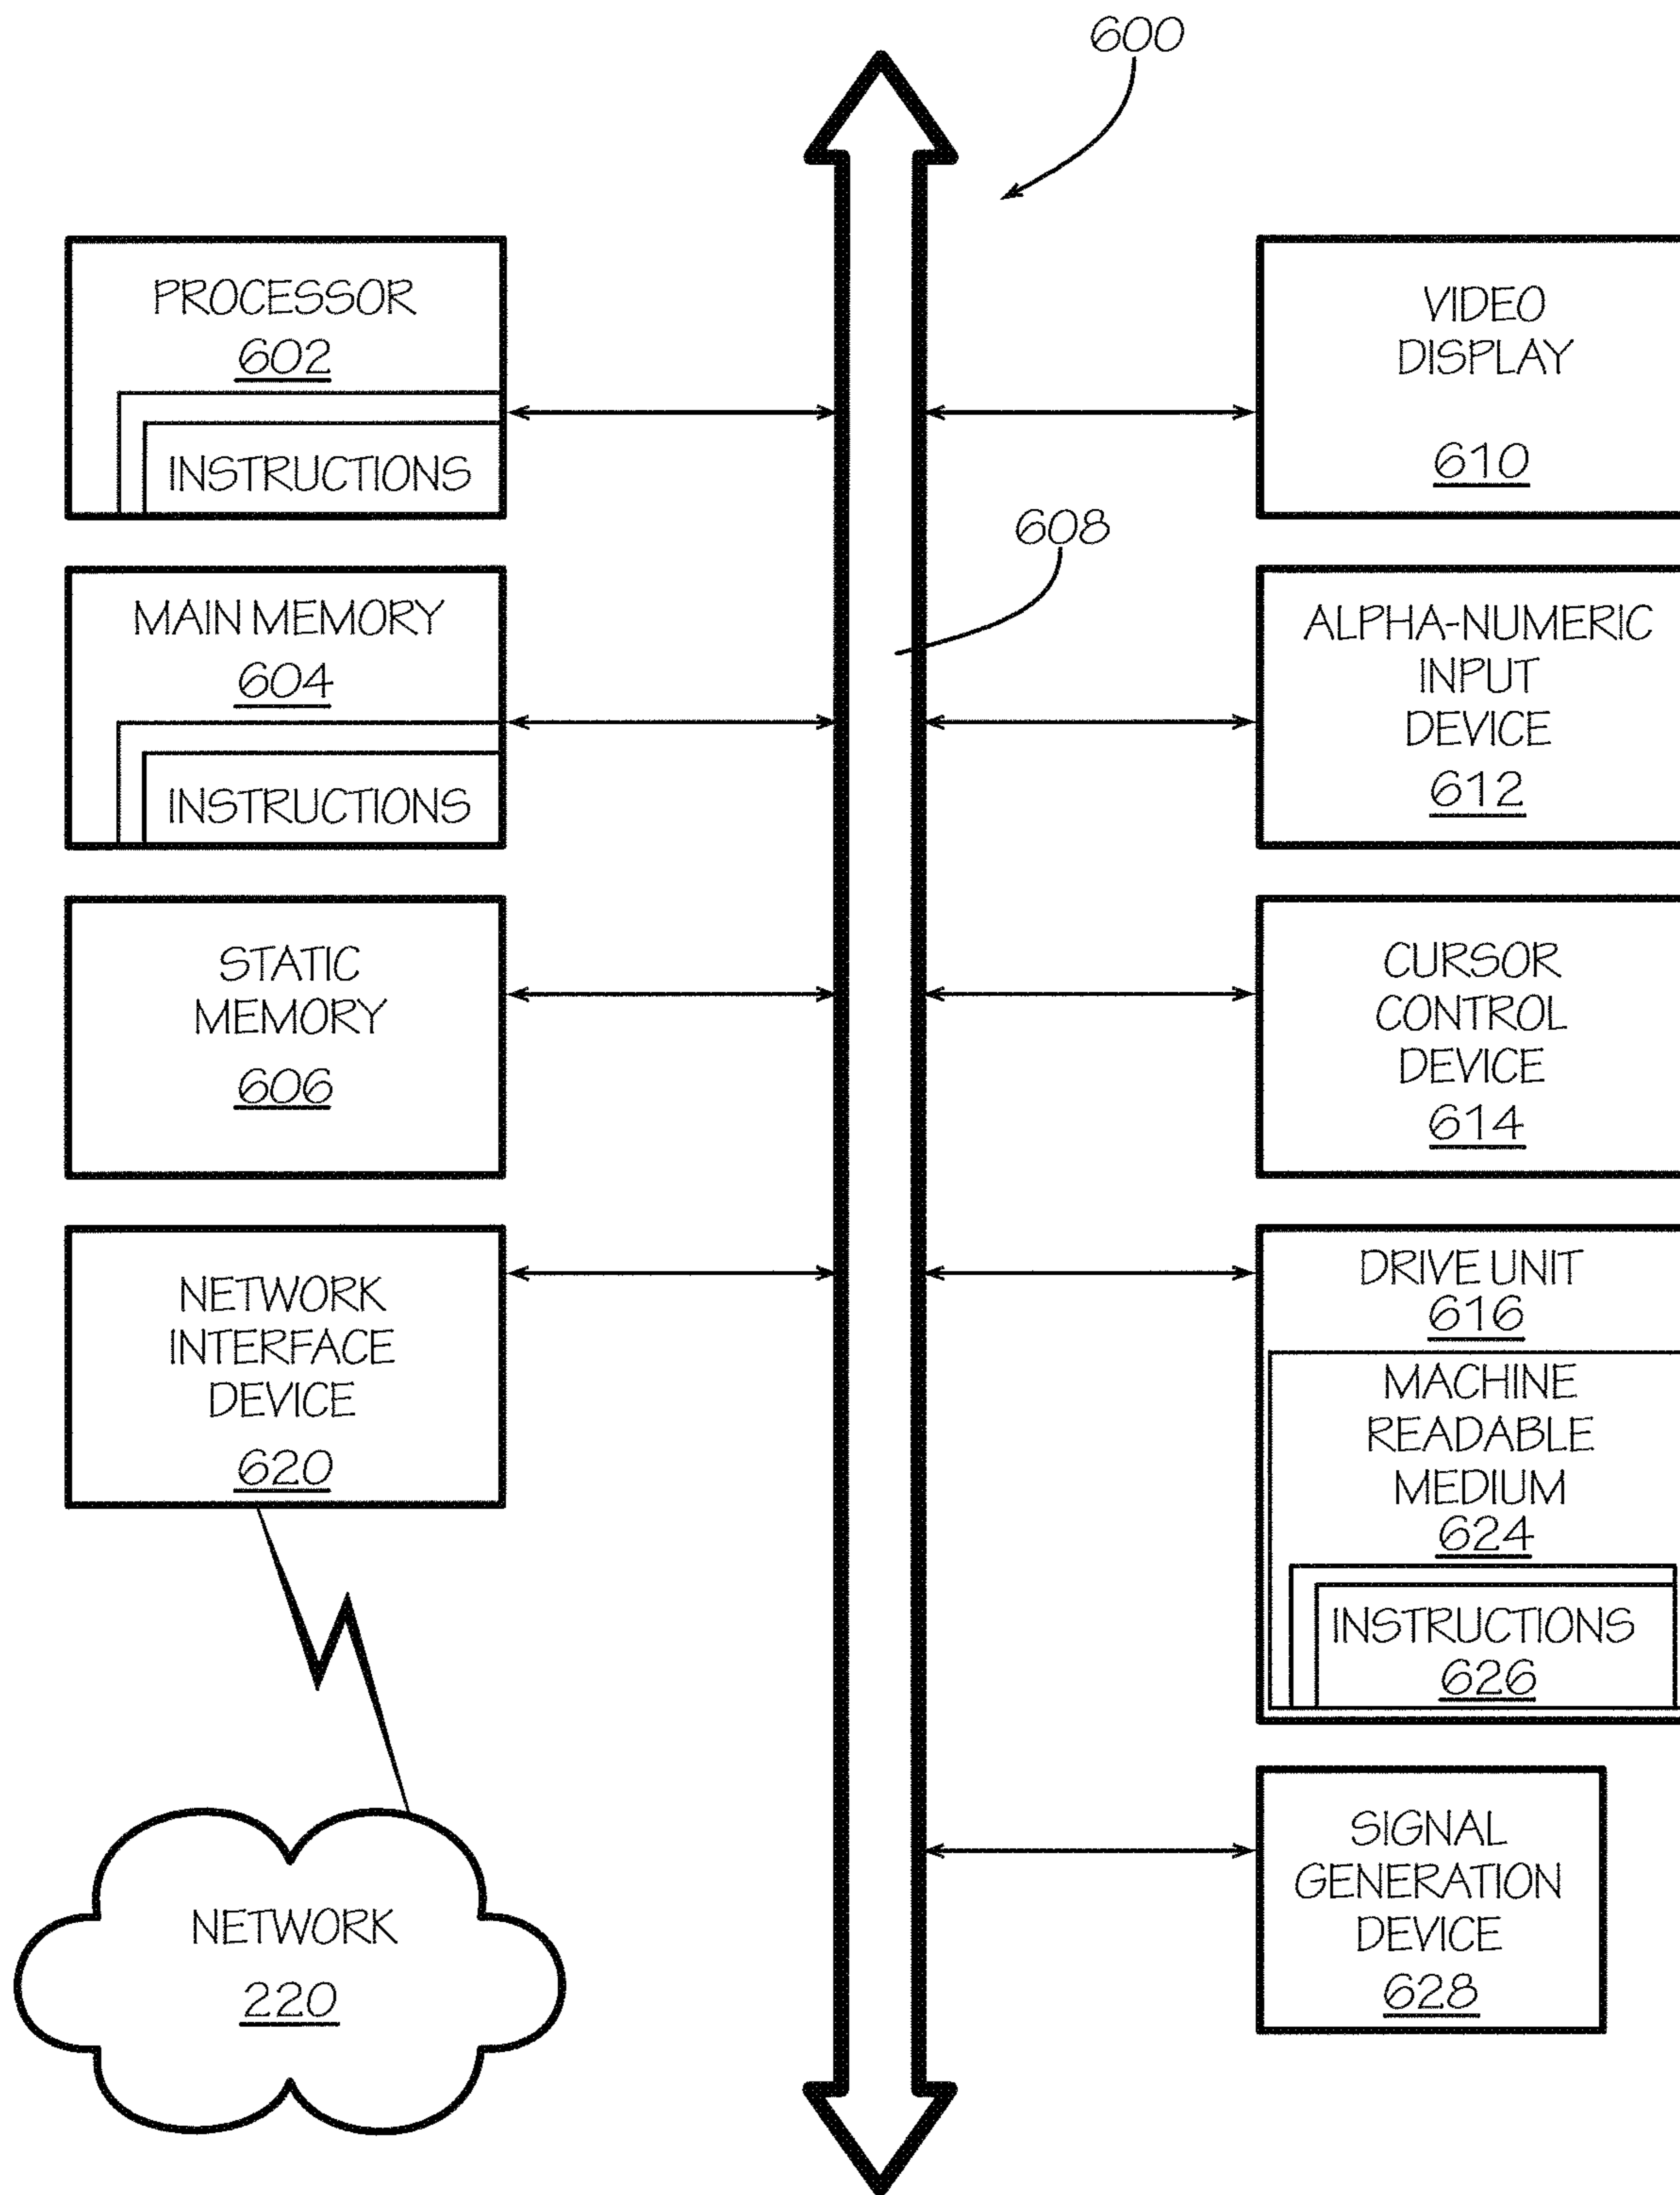 600
PROCESSOR
602
INSTRUCTIONS
VIDEO
DISPLAY
610
608
MAIN MEMORY
604
INSTRUCTIONS
ALPHA-NUMERIC
INPUT
DEVICE
612
STATIC
MEMORY
606
CURSOR
CONTROL
DEVICE
614
NETWORK
INTERFACE
DEVICE
620
DRIVE UNIT
616
MACHINE
READABLE
MEDIUM
624
INSTRUCTIONS
626
NETWORK
220
SIGNAL
GENERATION
DEVICE
628